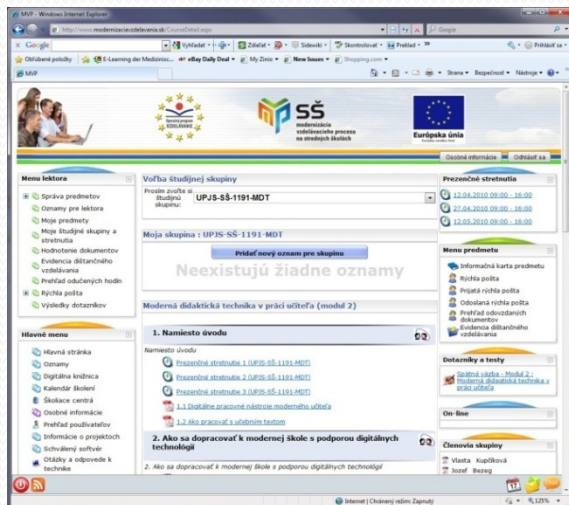 MVP - Windows Internet Explorer
http://www.modernizaciavzdelavania.sk/CourseDetail.aspx
Google
Google
Vyhľadať
Zdieľať
Sidewiki
Skontrolovať
Preklad
Prihlásiť sa
Obľúbené položky
E-Learning der Medizinisc...
eBay Daily Deal
My Zinio
New Issues
Shopping.com
MVP
Strana
Bezpečnosť
Nástroje
Operačný program
VZDELÁVANIE
SŠ
modernizácia
vzdelávacieho procesu
na stredných školách
Európska únia
Osobné informácie
Odhlásiť sa
Menu lektora
Správa predmetov
Oznamy pre lektora
Moje predmety
Moje študijné skupiny a
stretnutia
Hodnotenie dokumentov
Evidencia dištančného
vzdelávania
Prehľad odučených hodín
Rýchla pošta
Výsledky dotazníkov
Hlavné menu
Hlavná stránka
Oznamy
Digitálna knižnica
Kalendár školení
Školiace centrá
Osobné informácie
Prehľad používateľov
Informácie o projektoch
Schválený softvér
Otázky a odpovede k
technike
Voľba študijnej skupiny
Prosím zvoľte si
študijnú
skupinu:
UPJS-SŠ-1191-MDT
Moja skupina : UPJS-SŠ-1191-MDT
Pridať nový oznam pre skupinu
Neexistujú žiadne oznamy
Moderná didaktická technika v práci učiteľa (modul 2)
1. Namiesto úvodu
Namiesto úvodu
Prezenčné stretnutie 1 (UPJS-SŠ-1191-MDT)
Prezenčné stretnutie 2 (UPJS-SŠ-1191-MDT)
Prezenčné stretnutie 3 (UPJS-SŠ-1191-MDT)
1.1 Digitálne pracovné nástroje moderného učiteľa
1.2 Ako pracovať s učebným textom
2. Ako sa dopracovať k modernej škole s podporou digitálnych
technológií
2. Ako sa dopracovať k modernej škole s podporou digitálnych technológií
Prezenčné stretnutia
12.04.2010 09:00 - 16:00
27.04.2010 09:00 - 16:00
12.05.2010 09:00 - 16:00
Menu predmetu
Informačná karta predmetu
Rýchla pošta
Prijatá rýchla pošta
Odoslaná rýchla pošta
Prehľad odovzdaných
dokumentov
Evidencia dištančného
vzdelávania
Dotazníky a testy
Spätná väzba - Modul 2 :
Moderná didaktická technika v
práci učiteľa
On-line
Členovia skupiny
Vlasta Kupčíková
Jozef Bezeg
Internet | Chránený režim: Zapnutý
125%